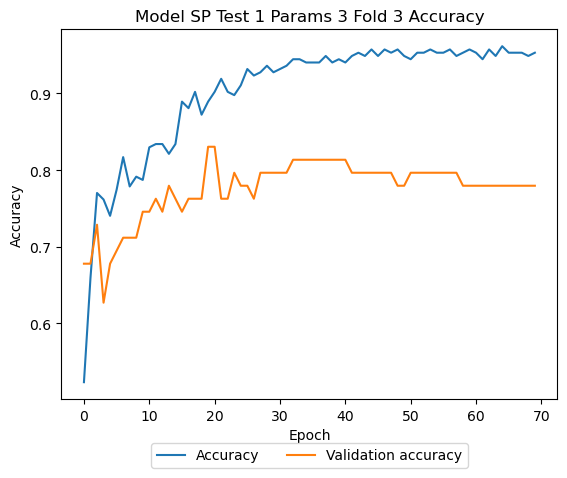 Model SP Test 1 Params 3 Fold 3 Accuracy
Accuracy
0.9
0.8
0.7
0.6
0 10 20 30 40 50 60 70
Epoch
Accuracy Validation accuracy